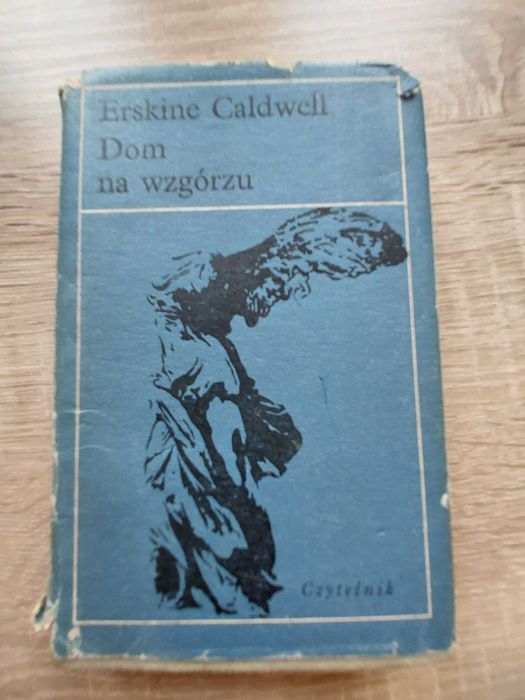 Erskine Caldwell
Dom
na wzgórzu
Czytelnik